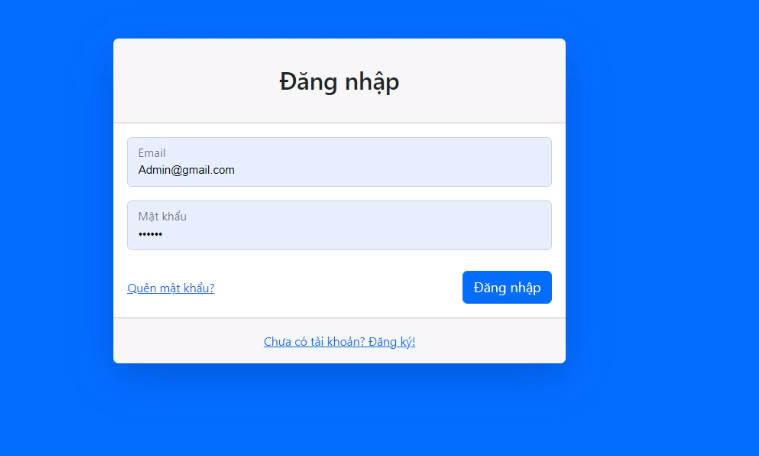 Đăng nhập
Email
Admin@gmail.com
Mật khẩu
••••••
Quên mật khẩu?
Đăng nhập
Chưa có tài khoản? Đăng ký!